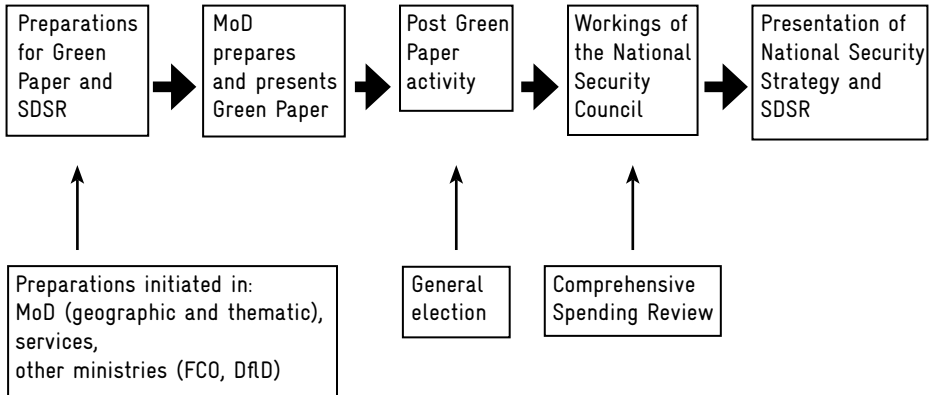 Preparations
for Green
Paper and
SDSR
MoD
prepares
and presents
Green Paper
Post Green
Paper
activity
Workings of
the National
Security
Council
Presentation of
National Security
Strategy and
SDSR
Preparations initiated in:
MoD (geographic and thematic),
services,
other ministries (FCO, DfID)
General
election
Comprehensive
Spending Review